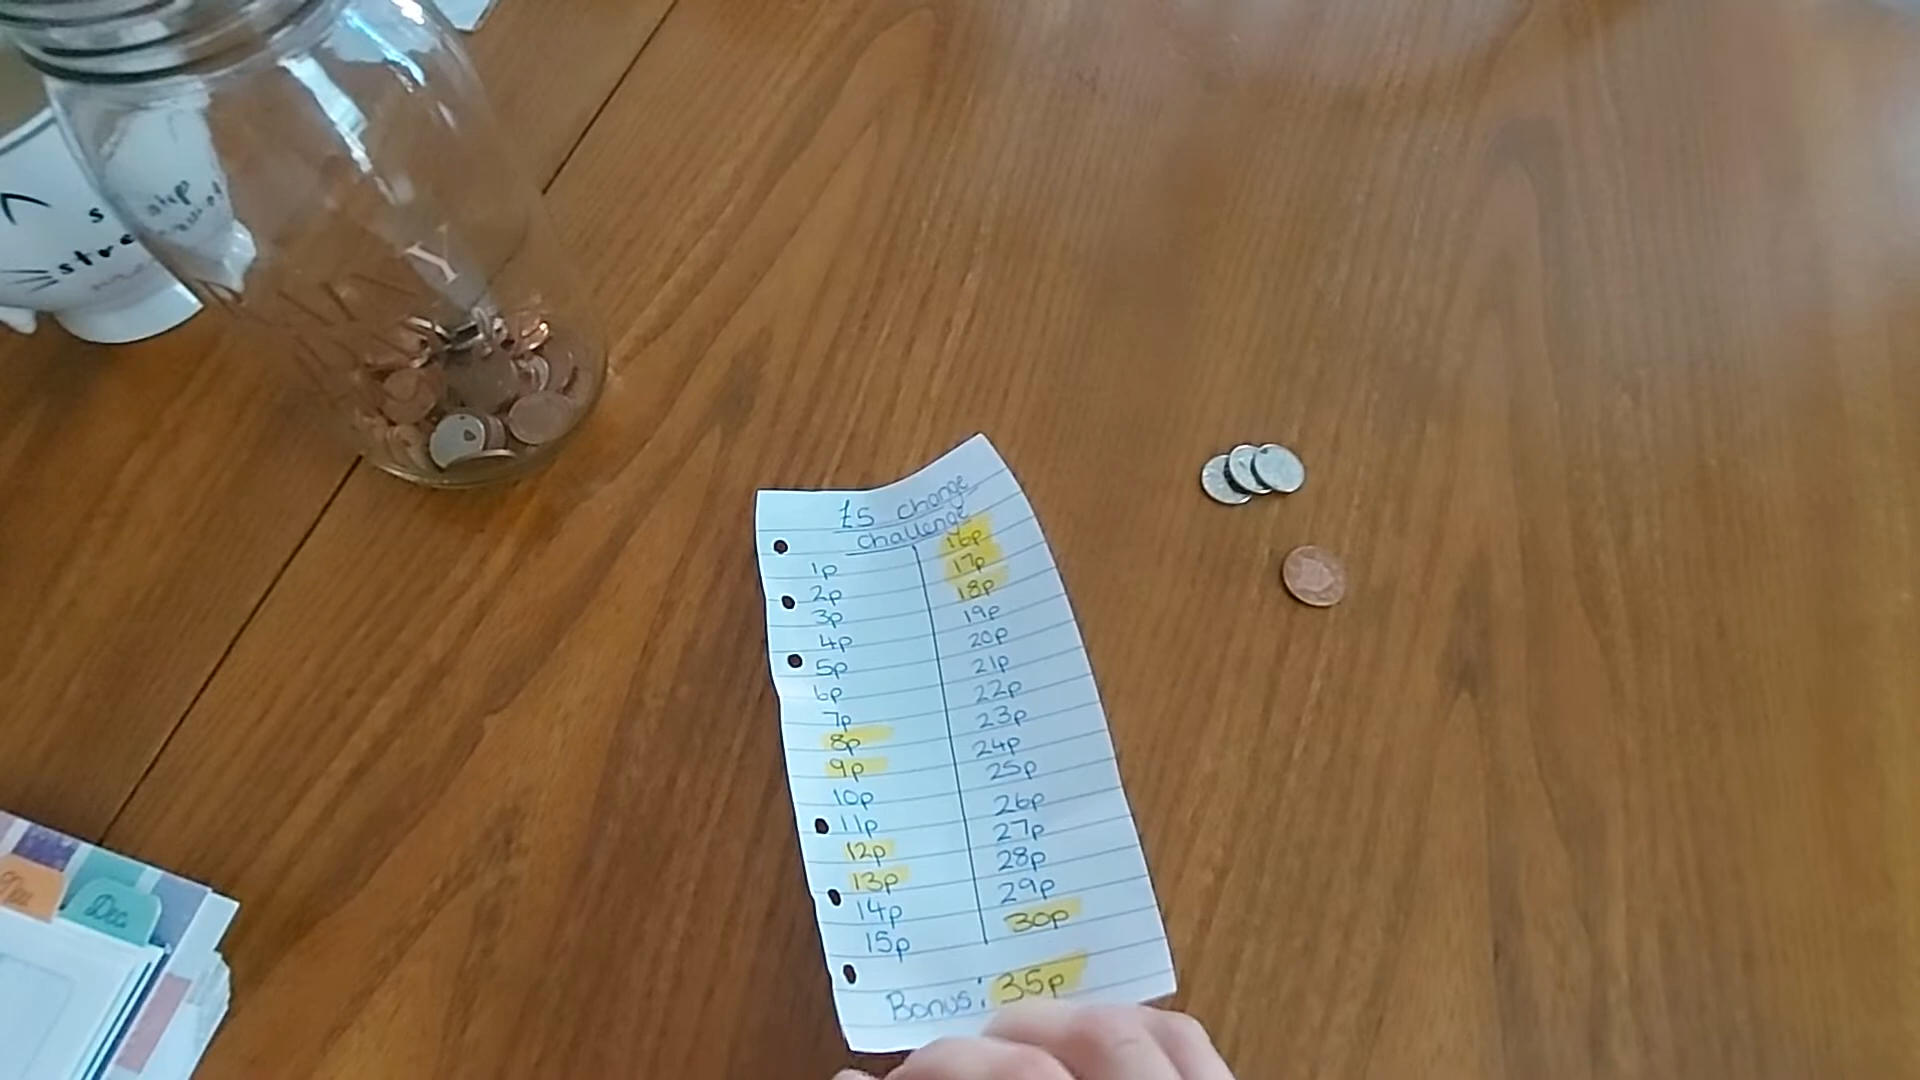 £5 change
challenge
1p
2p
3p
4p
5p
6p
7p
8p
9p
10p
11p
12p
13p
14p
15p
16p
17p
18p
19p
20p
21p
22p
23p
24p
25p
26p
27p
28p
29p
30p
Bonus: 35p
Y
Dec